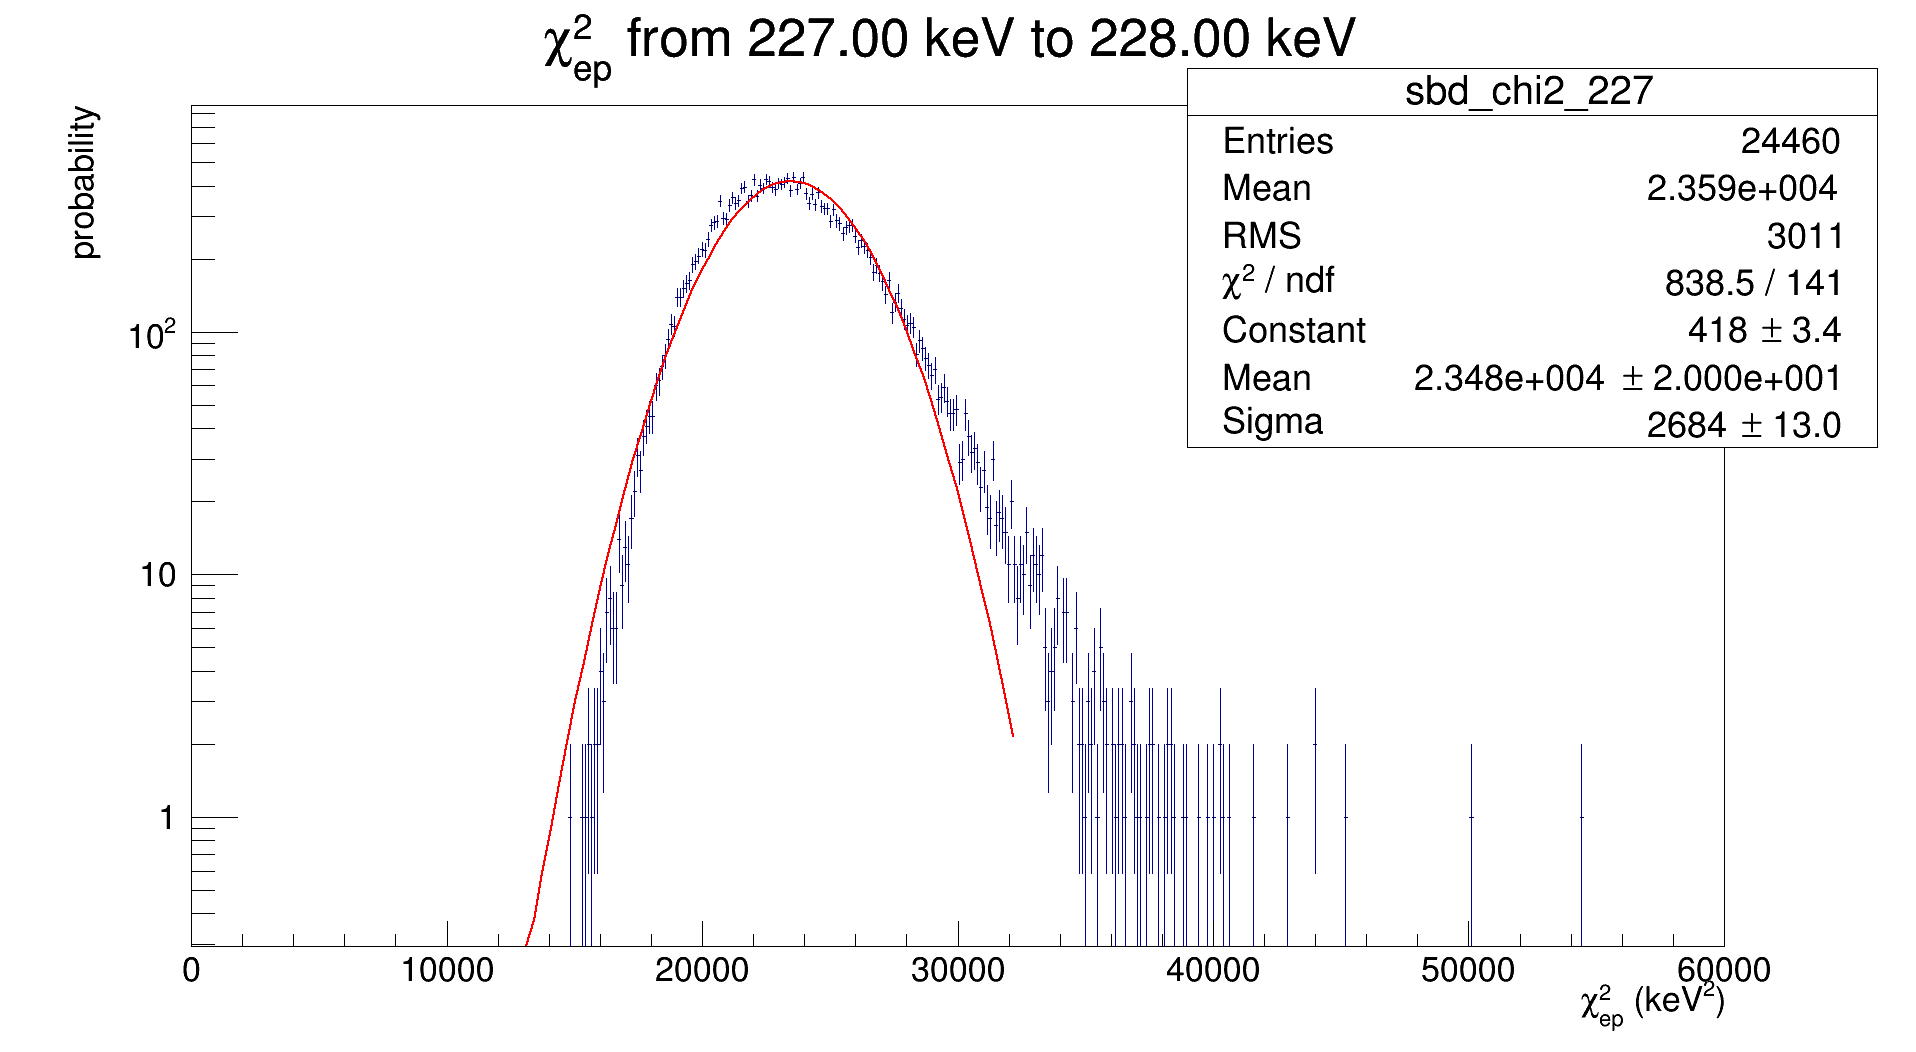 χ²ep from 227.00 keV to 228.00 keV
sbd_chi2_227
Entries 24460
Mean 2.359e+004
RMS 3011
χ² / ndf 838.5 / 141
Constant 418 ± 3.4
Mean 2.348e+004 ± 2.000e+001
Sigma 2684 ± 13.0
probability
10²
10
1
0 10000 20000 30000 40000 50000 60000
χ²ep (keV²)